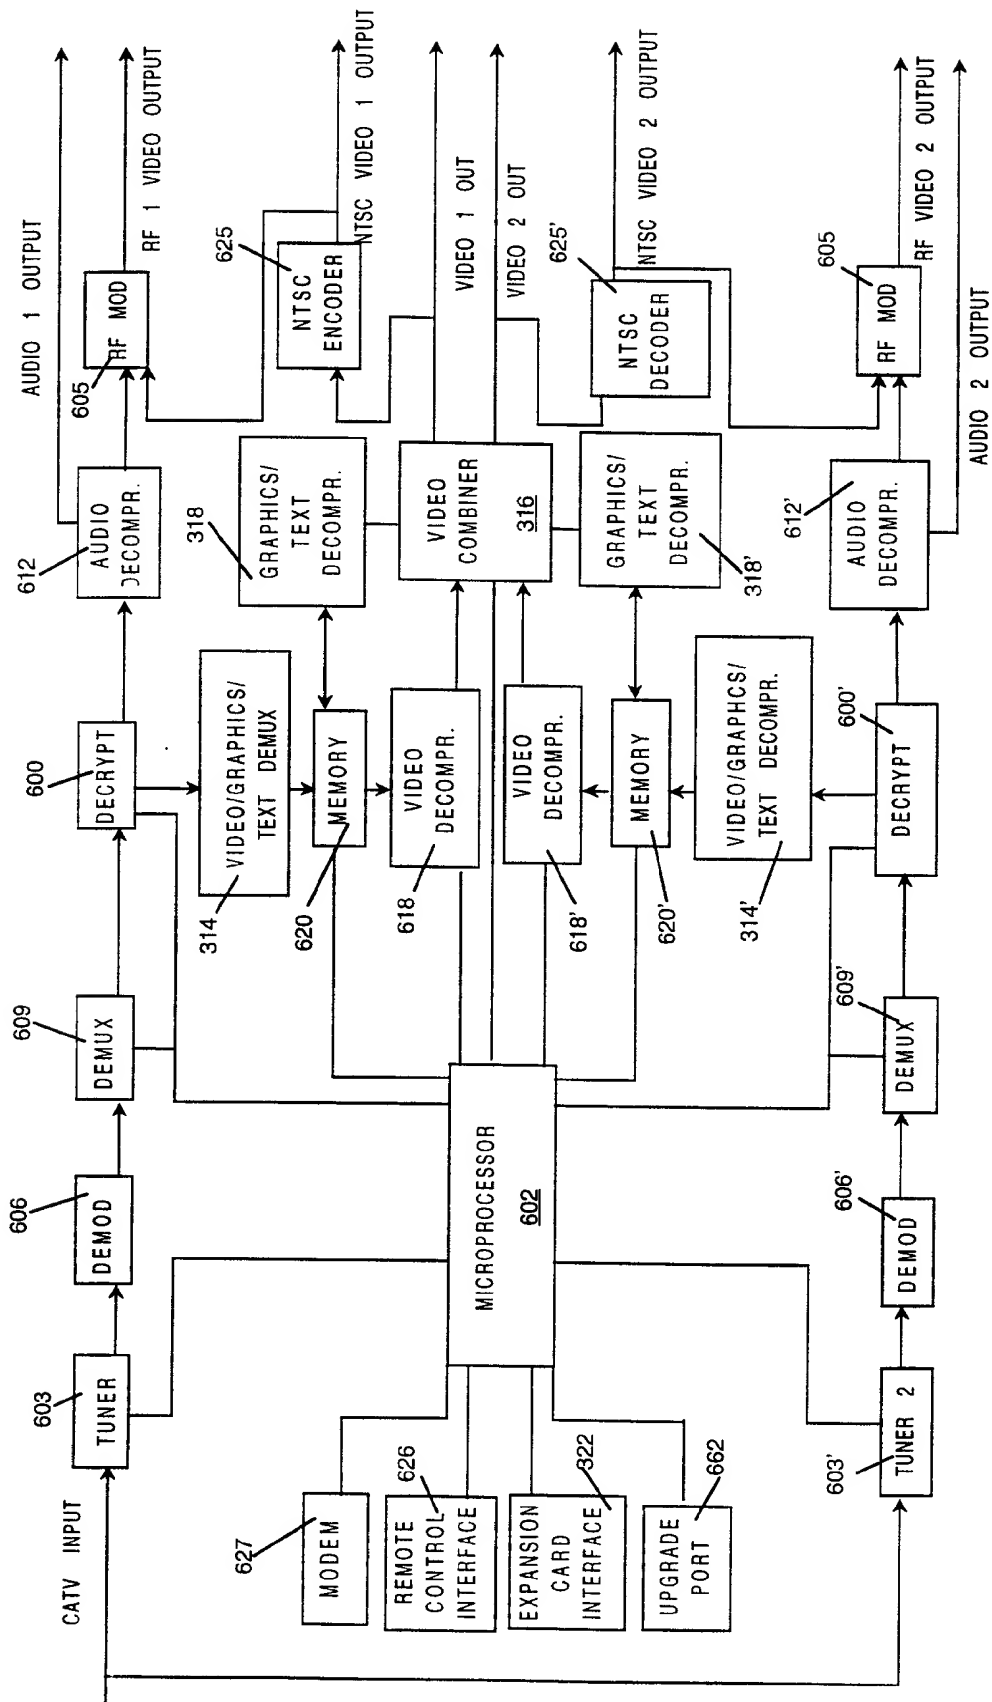 CATV INPUT
603
TUNER
606
DEMOD
609
DEMUX
600
DECRYPT
612
AUDIO
DECOMPR.
605
RF MOD
AUDIO 1 OUTPUT
RF 1 VIDEO OUTPUT
314
VIDEO/GRAPHICS/
TEXT DEMUX
318
GRAPHICS/
TEXT
DECOMPR.
625
NTSC
ENCODER
NTSC VIDEO 1 OUTPUT
627
MODEM
620
MEMORY
626
REMOTE
CONTROL
INTERFACE
618
VIDEO
DECOMPR.
VIDEO
COMBINER
316
VIDEO 1 OUT
MICROPROCESSOR
602
VIDEO 2 OUT
322
EXPANSION
CARD
INTERFACE
618'
VIDEO
DECOMPR.
625'
NTSC
DECODER
NTSC VIDEO 2 OUTPUT
662
UPGRADE
PORT
620'
MEMORY
GRAPHICS/
TEXT
DECOMPR.
318'
314'
VIDEO/GRAPHCS/
TEXT DECOMPR.
603'
TUNER 2
606'
DEMOD
609'
DEMUX
600'
DECRYPT
612'
AUDIO
DECOMPR.
605
RF MOD
RF VIDEO 2 OUTPUT
AUDIO 2 OUTPUT